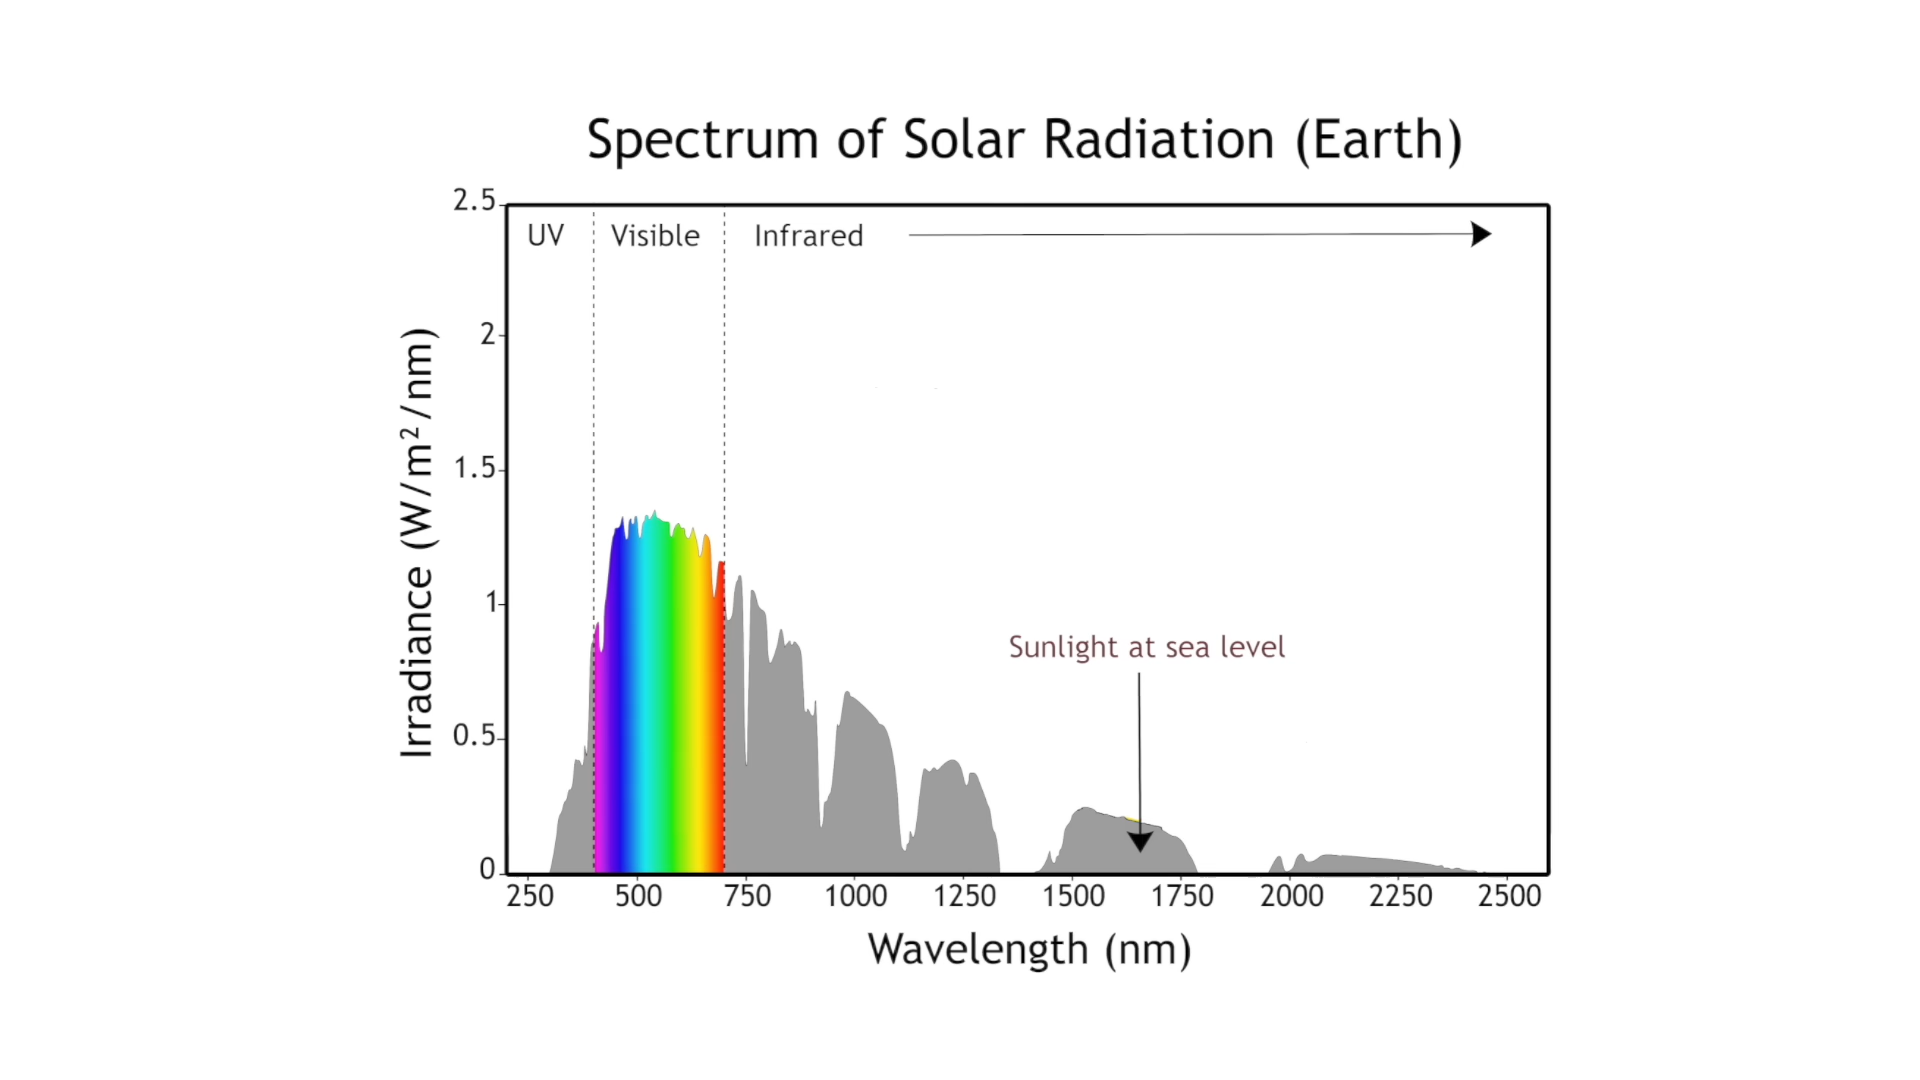 Spectrum of Solar Radiation (Earth)
2.5
UV Visible Infrared
2
1.5
1
0.5
0
Irradiance (W/m²/nm)
Sunlight at sea level
250 500 750 1000 1250 1500 1750 2000 2250 2500
Wavelength (nm)